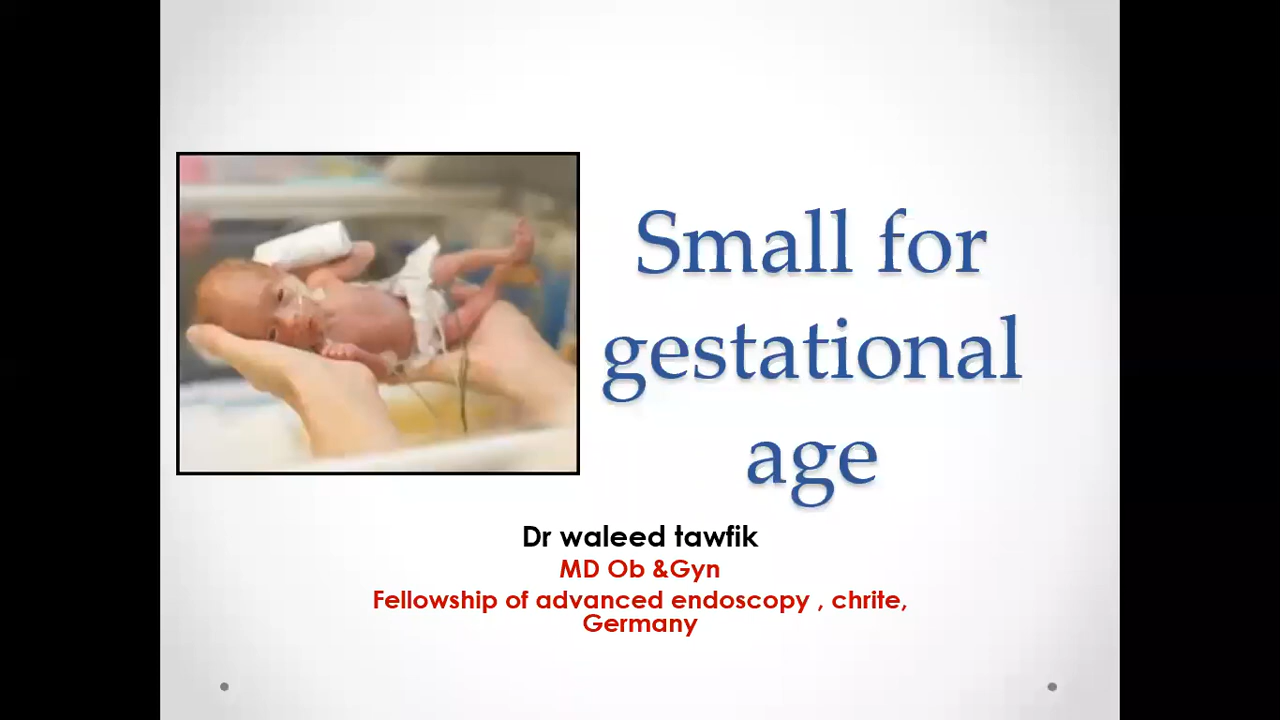 Small for
gestational
age
Dr waleed tawfik
MD Ob &Gyn
Fellowship of advanced endoscopy , chrite,
Germany